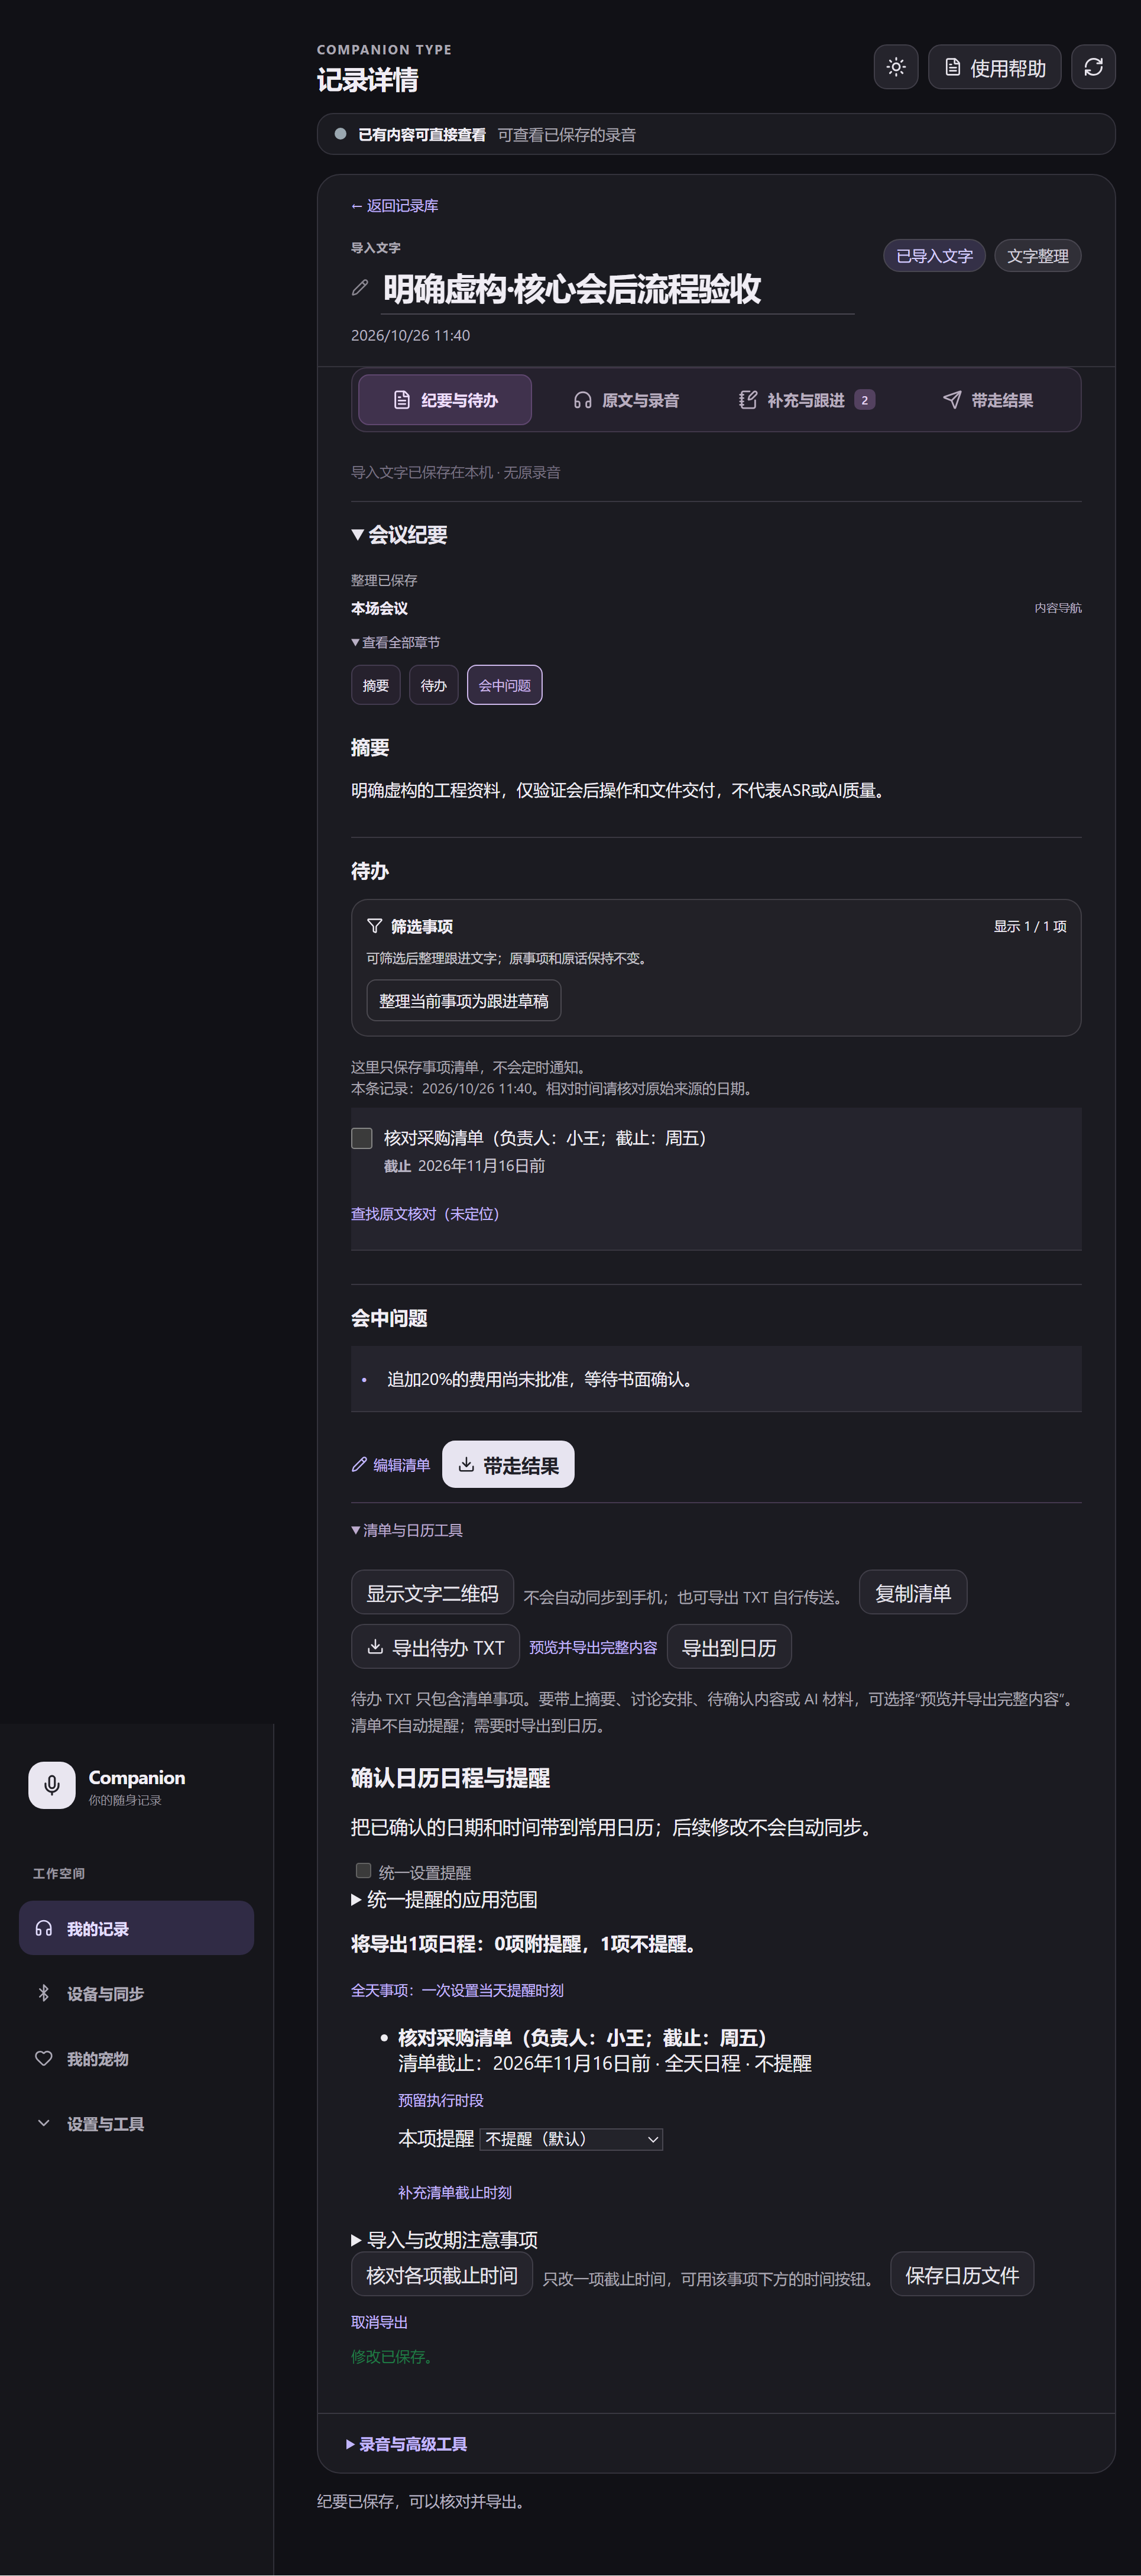 COMPANION TYPE
记录详情
使用帮助
已有内容可直接查看 可查看已保存的录音
← 返回记录库
导入文字
已导入文字 文字整理
明确虚构·核心会后流程验收
2026/10/26 11:40
纪要与待办 原文与录音 补充与跟进 2 带走结果
导入文字已保存在本机 · 无原录音
▼会议纪要
整理已保存
本场会议 内容导航
▼查看全部章节
摘要 待办 会中问题
摘要
明确虚构的工程资料，仅验证会后操作和文件交付，不代表ASR或AI质量。
待办
筛选事项 显示 1 / 1 项
可筛选后整理跟进文字；原事项和原话保持不变。
整理当前事项为跟进草稿
这里只保存事项清单，不会定时通知。
本条记录：2026/10/26 11:40。相对时间请核对原始来源的日期。
核对采购清单（负责人：小王；截止：周五）
截止 2026年11月16日前
查找原文核对（未定位）
会中问题
• 追加20%的费用尚未批准，等待书面确认。
编辑清单 带走结果
▼清单与日历工具
显示文字二维码 不会自动同步到手机；也可导出 TXT 自行传送。 复制清单
导出待办 TXT 预览并导出完整内容 导出到日历
待办 TXT 只包含清单事项。要带上摘要、讨论安排、待确认内容或 AI 材料，可选择“预览并导出完整内容”。
清单不自动提醒；需要时导出到日历。
确认日历日程与提醒
把已确认的日期和时间带到常用日历；后续修改不会自动同步。
统一设置提醒
▶统一提醒的应用范围
将导出1项日程：0项附提醒，1项不提醒。
全天事项：一次设置当天提醒时刻
• 核对采购清单（负责人：小王；截止：周五）
清单截止：2026年11月16日前 · 全天日程 · 不提醒
预留执行时段
本项提醒 不提醒（默认）
补充清单截止时刻
▶导入与改期注意事项
核对各项截止时间 只改一项截止时间，可用该事项下方的时间按钮。 保存日历文件
取消导出
修改已保存。
▶录音与高级工具
纪要已保存，可以核对并导出。
Companion
你的随身记录
工作空间
我的记录
设备与同步
我的宠物
设置与工具